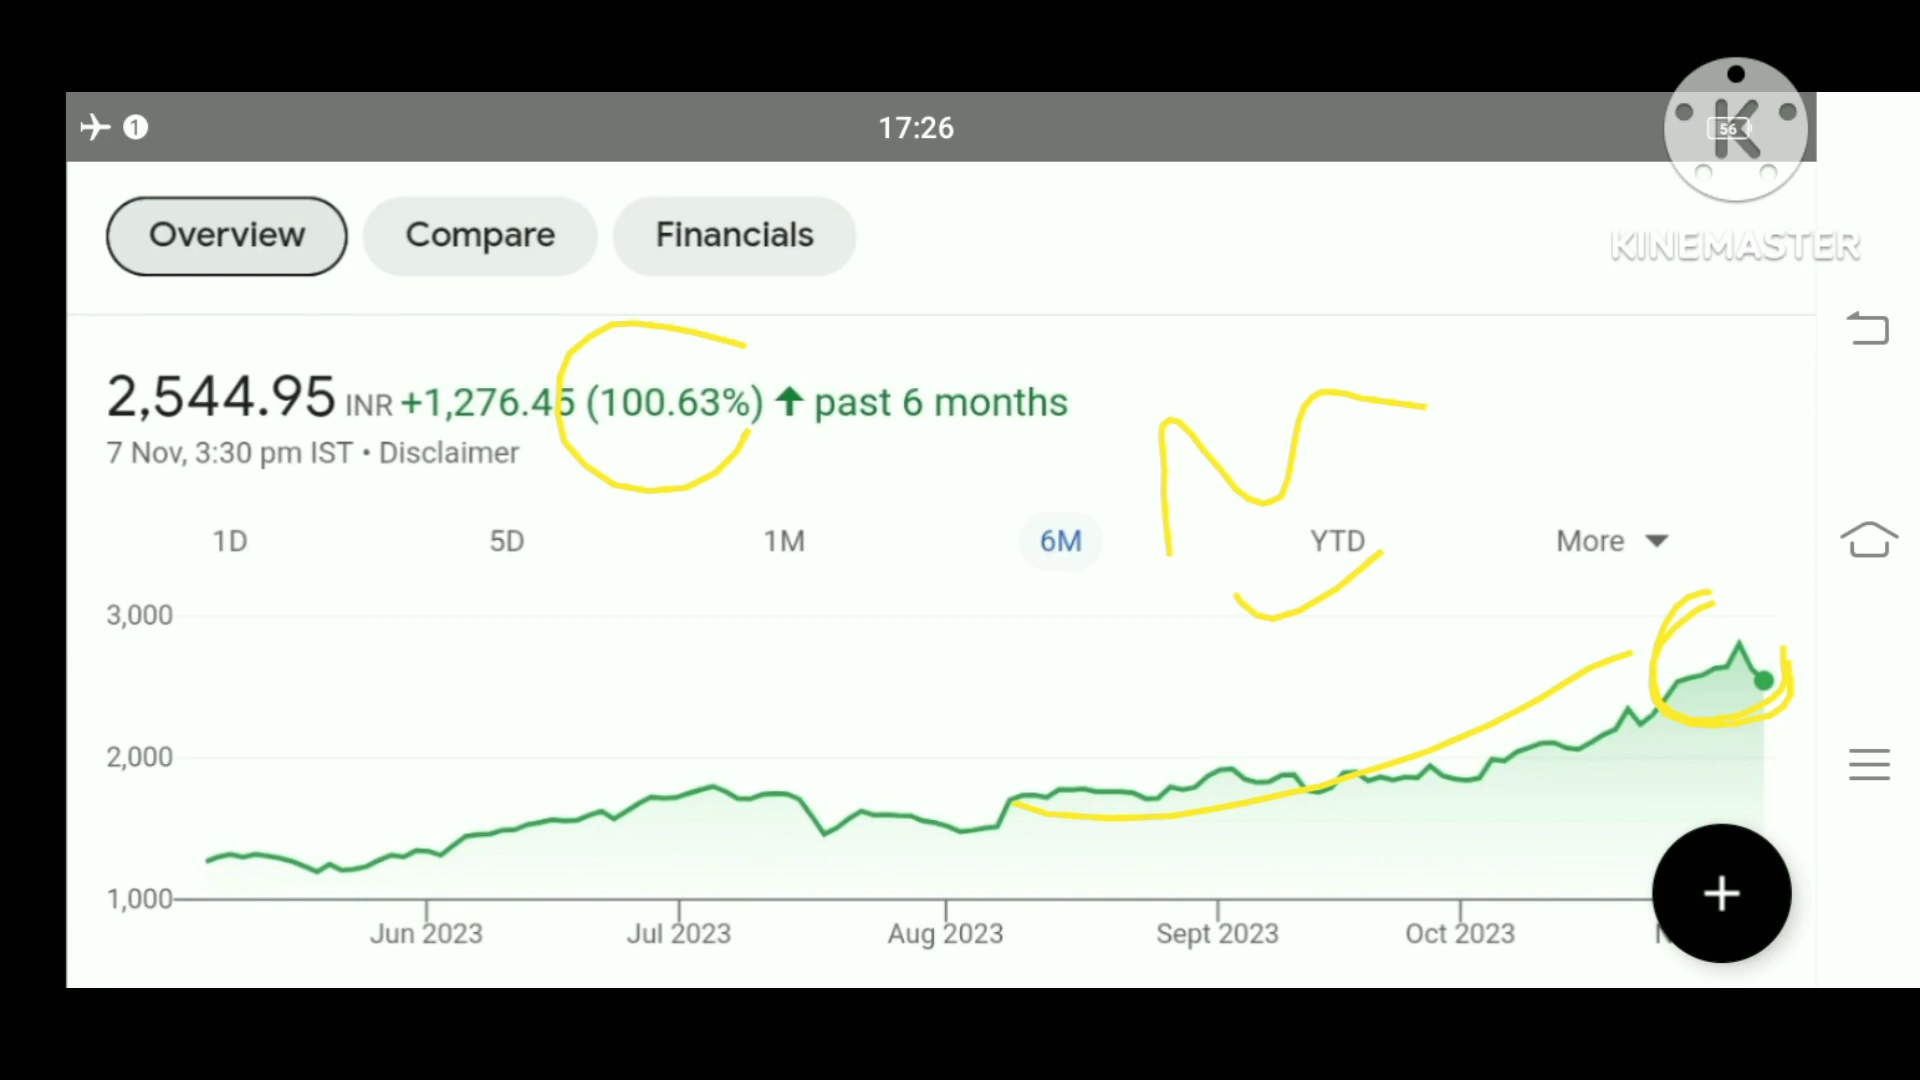 1 17:26 56
K
KINEMASTER
Overview Compare Financials
2,544.95 INR +1,276.45 (100.63%) ↑ past 6 months
7 Nov, 3:30 pm IST • Disclaimer
1D 5D 1M 6M YTD More
3,000
2,000
1,000
Jun 2023 Jul 2023 Aug 2023 Sept 2023 Oct 2023